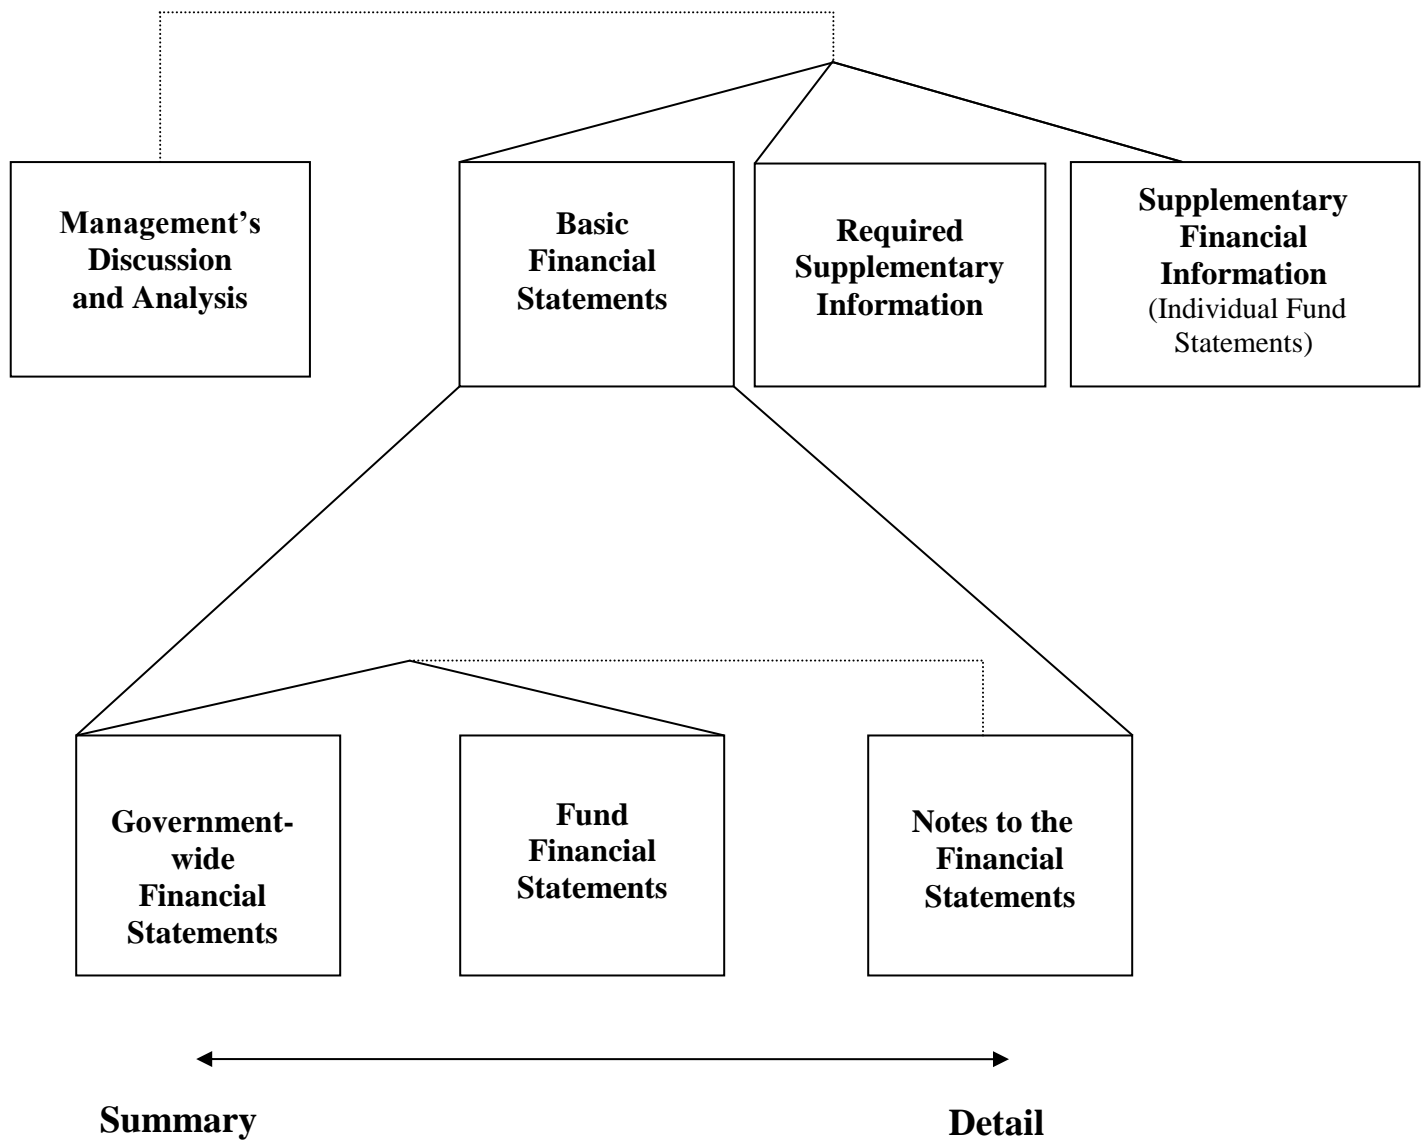 Management’s
Discussion
and Analysis
Basic
Financial
Statements
Required
Supplementary
Information
Supplementary
Financial
Information
(Individual Fund
Statements)
Government-
wide
Financial
Statements
Fund
Financial
Statements
Notes to the
Financial
Statements
Summary
Detail